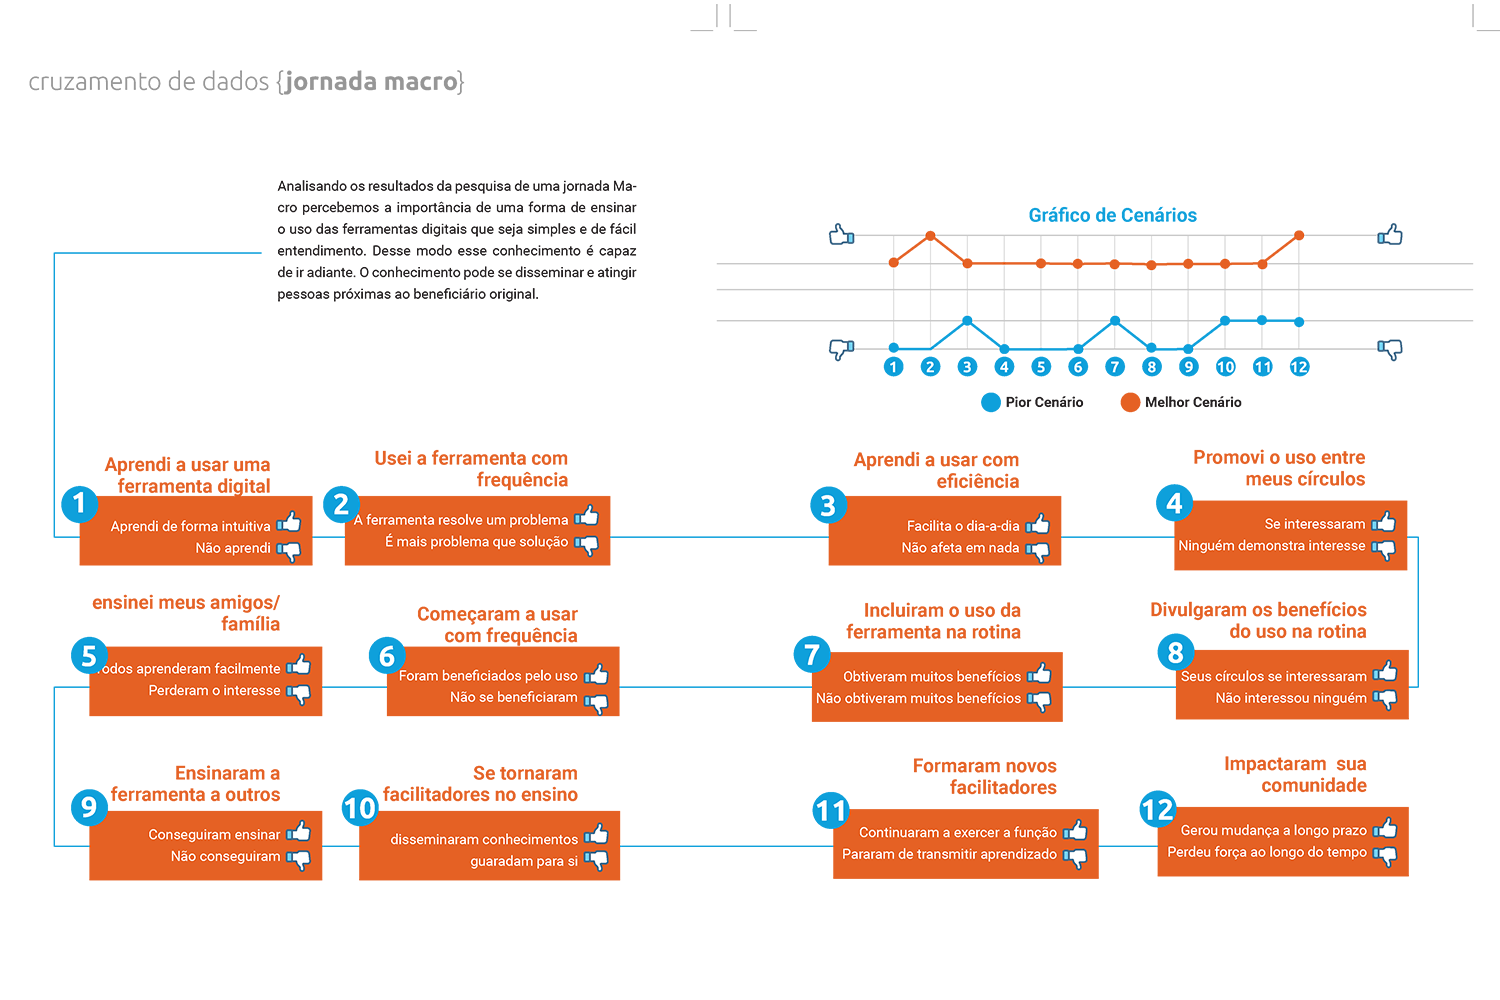 cruzamento de dados {jornada macro}
Analisando os resultados da pesquisa de uma jornada Ma-
cro percebemos a importância de uma forma de ensinar
o uso das ferramentas digitais que seja simples e de fácil
entendimento. Desse modo esse conhecimento é capaz
de ir adiante. O conhecimento pode se disseminar e atingir
pessoas próximas ao beneficiário original.
Gráfico de Cenários
1 2 3 4 5 6 7 8 9 10 11 12
Pior Cenário
Melhor Cenário
Aprendi a usar uma
ferramenta digital
1
Aprendi de forma intuitiva
Não aprendi
Usei a ferramenta com
frequência
2
A ferramenta resolve um problema
É mais problema que solução
Aprendi a usar com
eficiência
3
Facilita o dia-a-dia
Não afeta em nada
Promovi o uso entre
meus círculos
4
Se interessaram
Ninguém demonstra interesse
ensinei meus amigos/
família
5
Todos aprenderam facilmente
Perderam o interesse
Começaram a usar
com frequência
6
Foram beneficiados pelo uso
Não se beneficiaram
Incluiram o uso da
ferramenta na rotina
7
Obtiveram muitos benefícios
Não obtiveram muitos benefícios
Divulgaram os benefícios
do uso na rotina
8
Seus círculos se interessaram
Não interessou ninguém
Ensinaram a
ferramenta a outros
9
Conseguiram ensinar
Não conseguiram
Se tornaram
facilitadores no ensino
10
disseminaram conhecimentos
guaradam para si
Formaram novos
facilitadores
11
Continuaram a exercer a função
Pararam de transmitir aprendizado
Impactaram sua
comunidade
12
Gerou mudança a longo prazo
Perdeu força ao longo do tempo